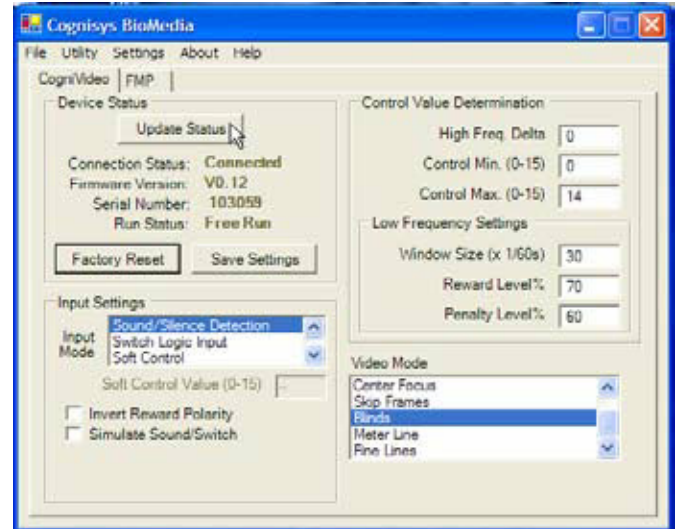 Cognisys BioMedia
File Utility Settings About Help
CogniVideo FMP
Device Status
Update Status
Connection Status: Connected
Firmware Version: V0.12
Serial Number: 103059
Run Status: Free Run
Factory Reset Save Settings
Input Settings
Input Mode
Sound/Silence Detection
Switch Logic Input
Soft Control
Soft Control Value (0-15)
Invert Reward Polarity
Simulate Sound/Switch
Control Value Determination
High Freq. Delta 0
Control Min. (0-15) 0
Control Max. (0-15) 14
Low Frequency Settings
Window Size (x 1/60s) 30
Reward Level% 70
Penalty Level% 60
Video Mode
Center Focus
Skip Frames
Blinds
Meter Line
Fine Lines